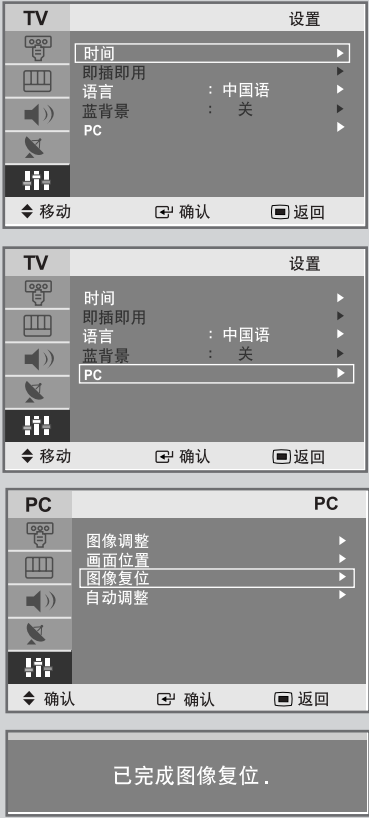 TV 设置
时间
即插即用
语言 : 中国语
蓝背景 : 关
PC
移动 确认 返回
TV 设置
时间
即插即用
语言 : 中国语
蓝背景 : 关
PC
移动 确认 返回
PC PC
图像调整
画面位置
图像复位
自动调整
确认 确认 返回
已完成图像复位.